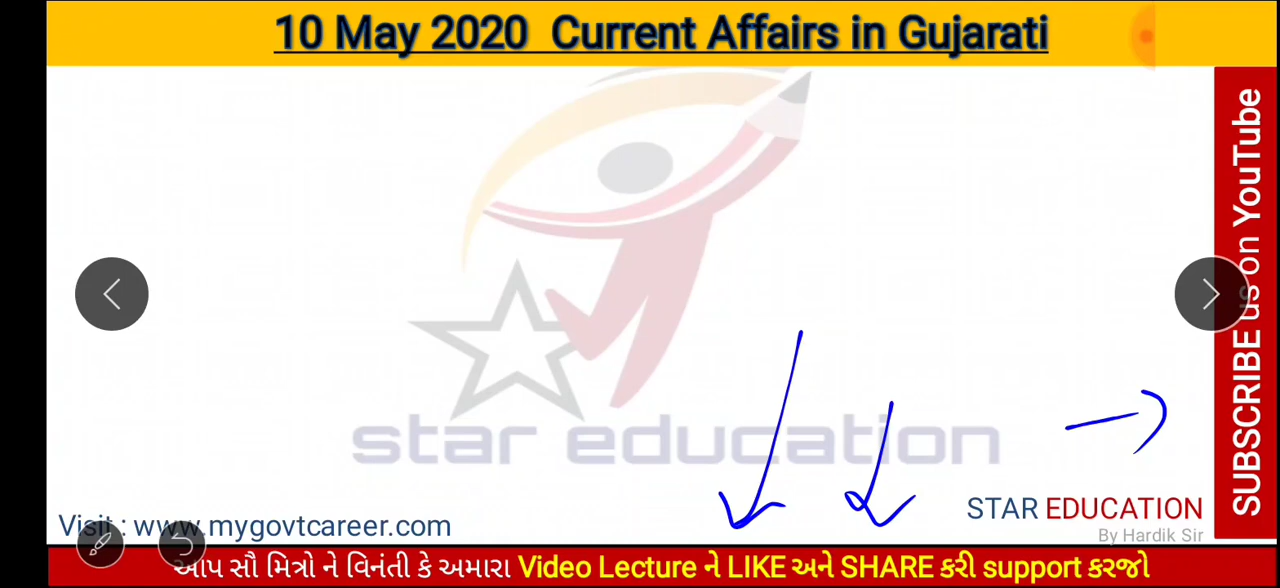 10 May 2020 Current Affairs in Gujarati
SUBSCRIBE us on YouTube
star education
STAR EDUCATION
By Hardik Sir
Visit : www.mygovtcareer.com
આપ સૌ મિત્રો ને વિનંતી કે અમારા Video Lecture ને LIKE અને SHARE કરી support કરજો